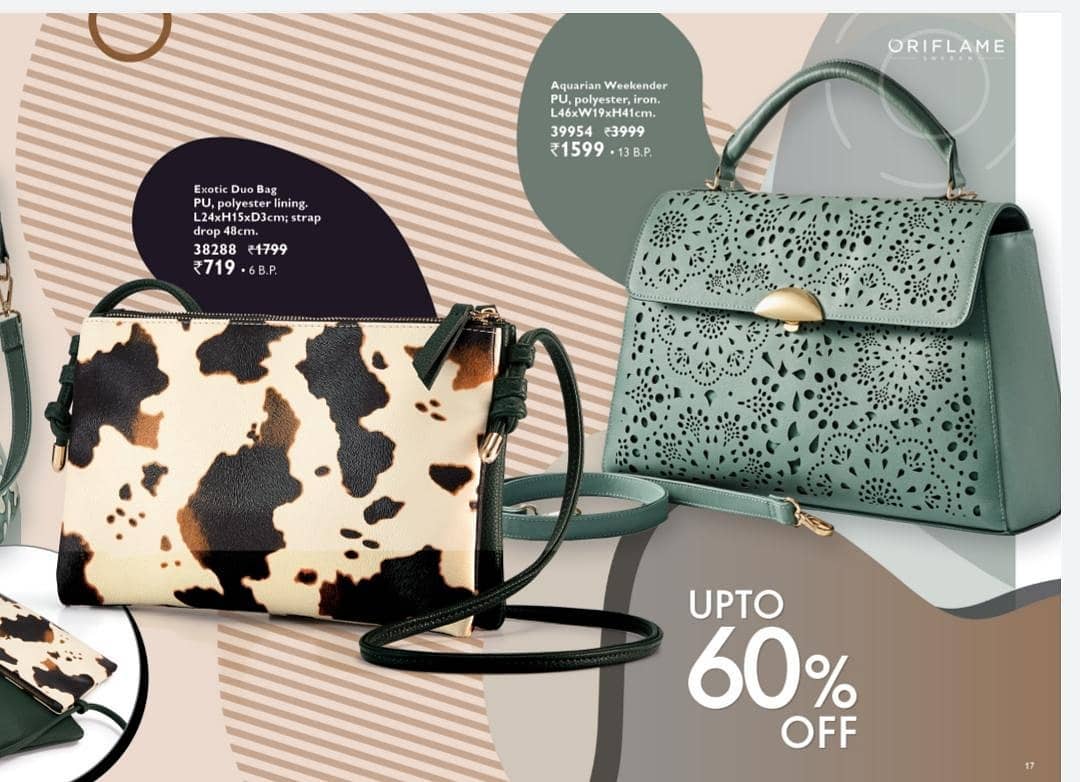 ORIFLAME
SWEDEN
Aquarian Weekender
PU, polyester, iron.
L46xW19xH41cm.
39954 ₹3999
₹1599 • 13 B.P.
Exotic Duo Bag
PU, polyester lining.
L24xH15xD3cm; strap
drop 48cm.
38288 ₹1799
₹719 • 6 B.P.
UPTO
60%
OFF
17